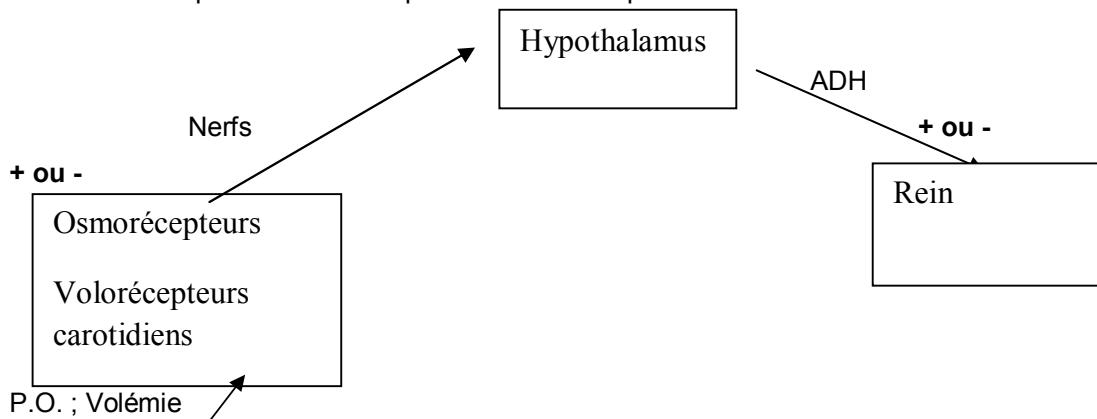 Hypothalamus
ADH
Nerfs
+ ou -
+ ou -
Rein
Osmorécepteurs
Volorécepteurs
carotidiens
P.O. ; Volémie